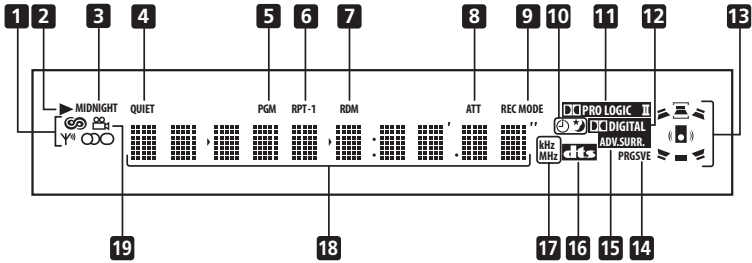 1 2 3 4 5 6 7 8 9 10 11 12 13
MIDNIGHT QUIET PGM RPT-1 RDM ATT REC MODE PRO LOGIC II
DIGITAL
kHz
MHz
dts
ADV.SURR.
PRGSVE
19 18 17 16 15 14